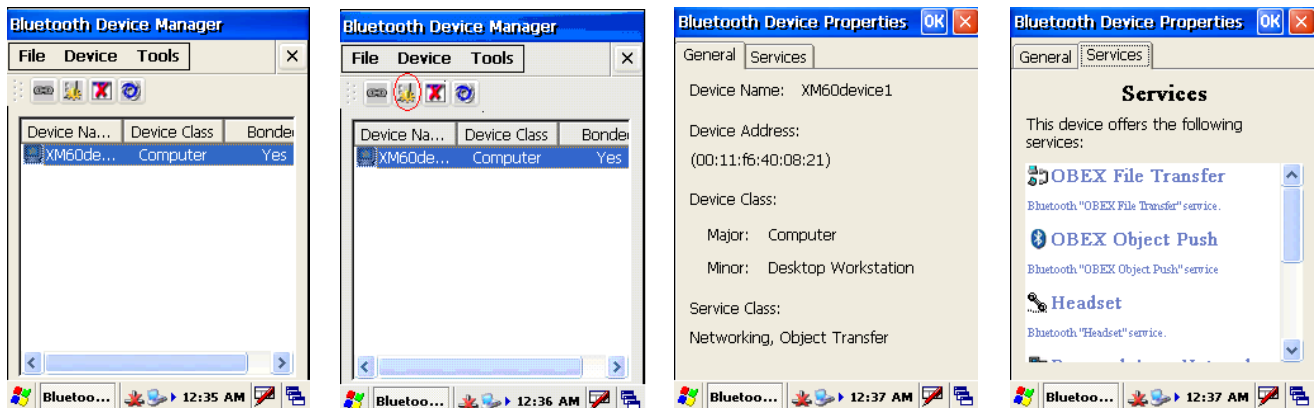 Bluetooth Device Manager
File Device Tools
Device Na... Device Class Bonde
XM60de... Computer Yes
Bluetoo... 12:35 AM
Bluetooth Device Manager
File Device Tools
Device Na... Device Class Bonde
XM60de... Computer Yes
Bluetoo... 12:36 AM
Bluetooth Device Properties OK
General Services
Device Name: XM60device1
Device Address:
(00:11:f6:40:08:21)
Device Class:
Major: Computer
Minor: Desktop Workstation
Service Class:
Networking, Object Transfer
Bluetoo... 12:37 AM
Bluetooth Device Properties OK
General Services
Services
This device offers the following
services:
OBEX File Transfer
Bluetooth "OBEX File Transfer" service.
OBEX Object Push
Bluetooth "OBEX Object Push" service
Headset
Bluetooth "Headset" service.
Bluetoo... 12:37 AM